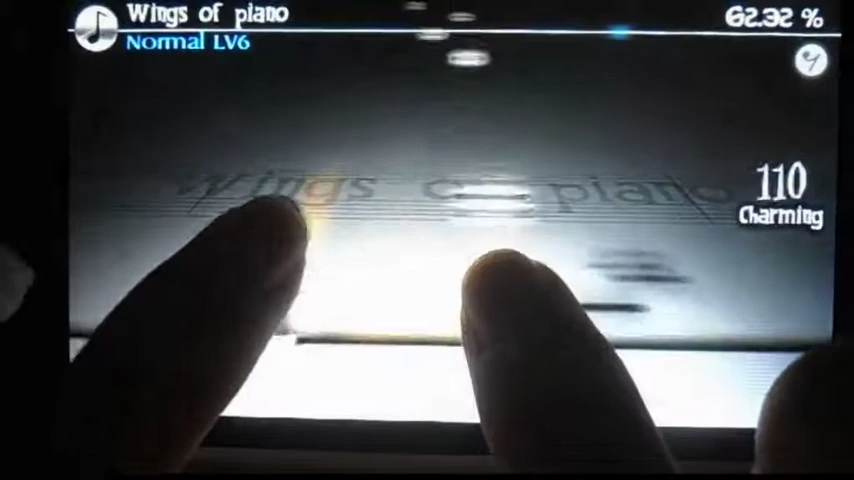 Wings of piano
62.32 %
Normal LV6
Wings of piano
110
Charming